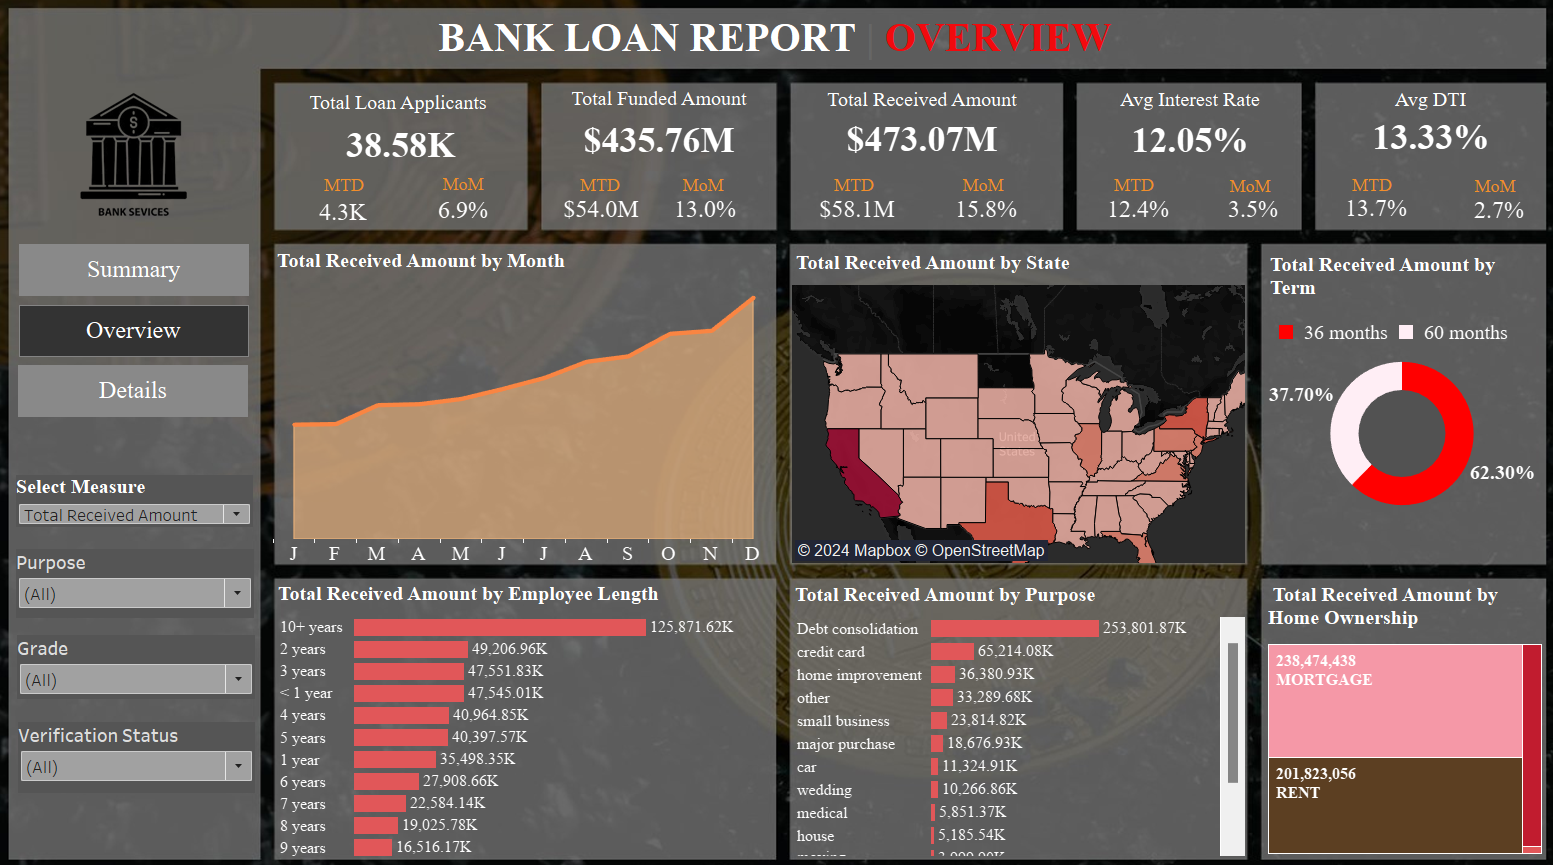 BANK LOAN REPORT | OVERVIEW
BANK SEVICES
Summary
Overview
Details
Select Measure
Total Received Amount
Purpose
(All)
Grade
(All)
Verification Status
(All)
Total Loan Applicants
38.58K
MTD MoM
4.3K 6.9%
Total Funded Amount
$435.76M
MTD MoM
$54.0M 13.0%
Total Received Amount
$473.07M
MTD MoM
$58.1M 15.8%
Avg Interest Rate
12.05%
MTD MoM
12.4% 3.5%
Avg DTI
13.33%
MTD MoM
13.7% 2.7%
Total Received Amount by Month
J F M A M J J A S O N D
Total Received Amount by State
United
States
© 2024 Mapbox © OpenStreetMap
Total Received Amount by
Term
36 months 60 months
37.70%
62.30%
Total Received Amount by Employee Length
10+ years 125,871.62K
2 years 49,206.96K
3 years 47,551.83K
< 1 year 47,545.01K
4 years 40,964.85K
5 years 40,397.57K
1 year 35,498.35K
6 years 27,908.66K
7 years 22,584.14K
8 years 19,025.78K
9 years 16,516.17K
Total Received Amount by Purpose
Debt consolidation 253,801.87K
credit card 65,214.08K
home improvement 36,380.93K
other 33,289.68K
small business 23,814.82K
major purchase 18,676.93K
car 11,324.91K
wedding 10,266.86K
medical 5,851.37K
house 5,185.54K
Total Received Amount by
Home Ownership
238,474,438
MORTGAGE
201,823,056
RENT